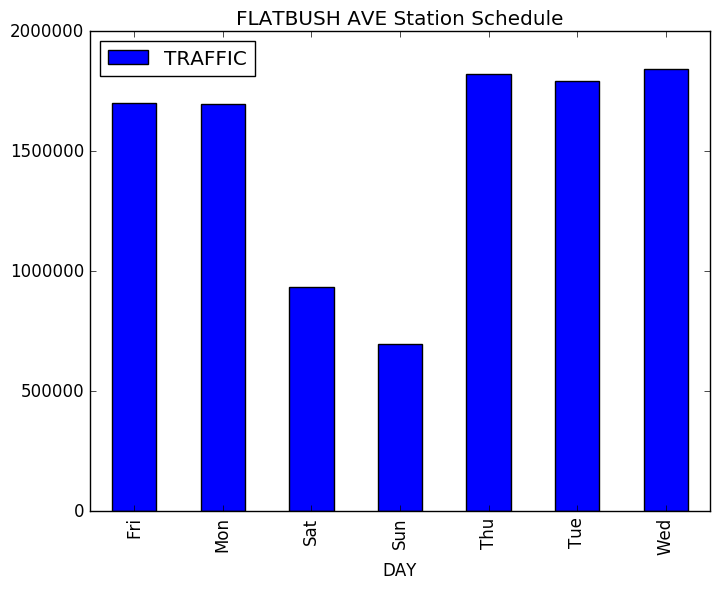 FLATBUSH AVE Station Schedule
TRAFFIC
2000000
1500000
1000000
500000
0
Fri
Mon
Sat
Sun
Thu
Tue
Wed
DAY